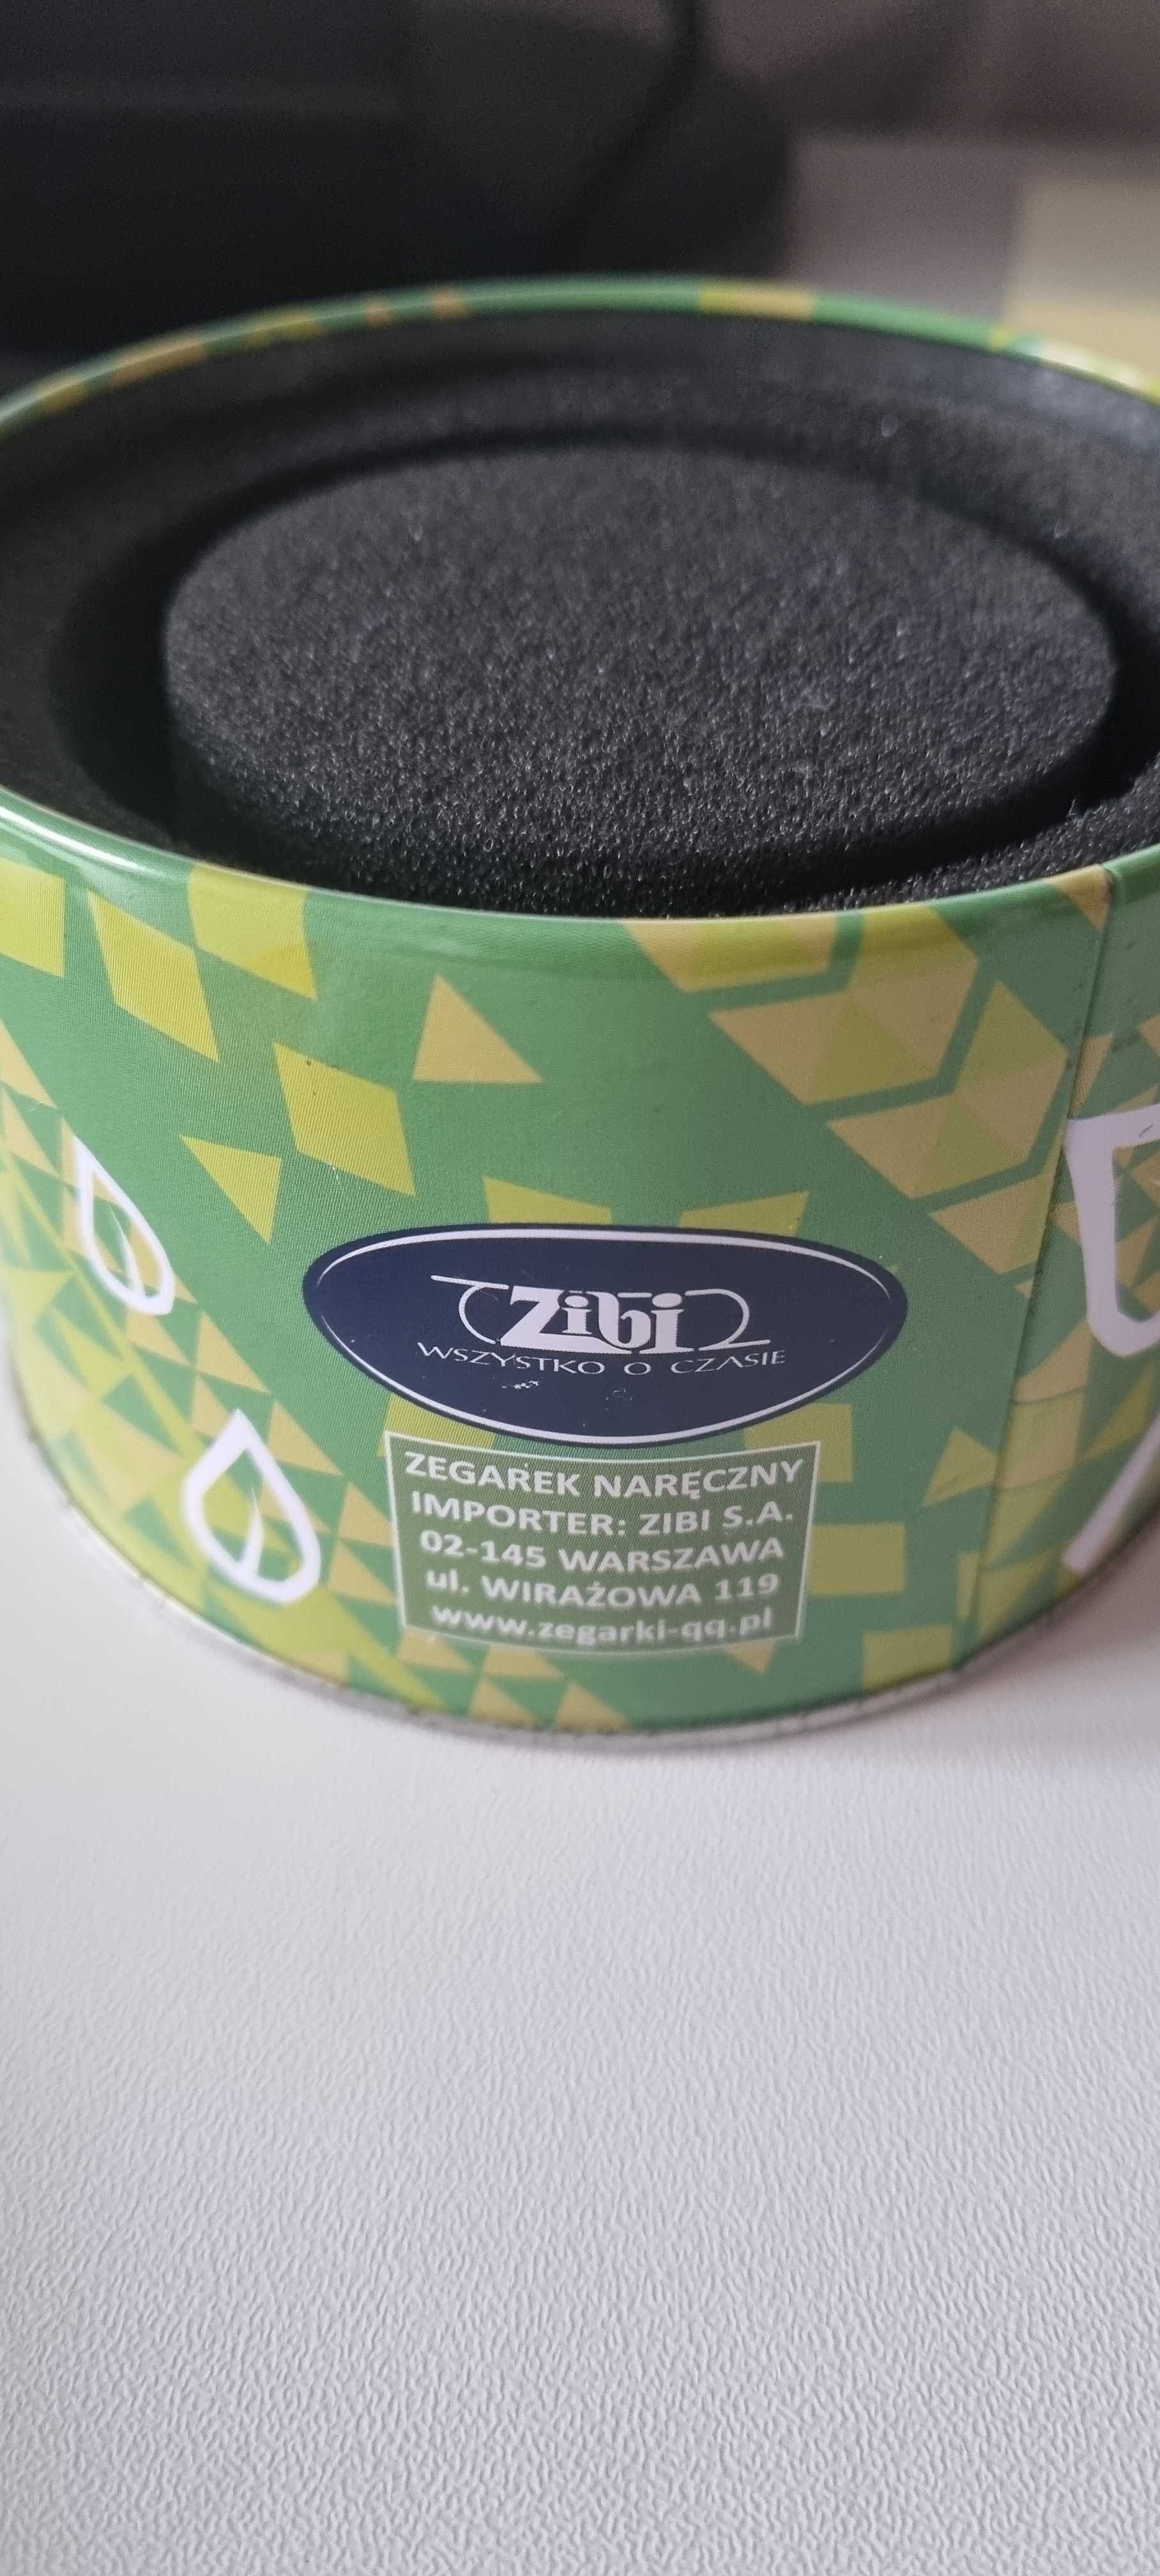 Zibi
WSZYSTKO O CZASIE
ZEGAREK NARĘCZNY
IMPORTER: ZIBI S.A.
02-145 WARSZAWA
ul. WIRAŻOWA 119
www.zegarki-qq.pl